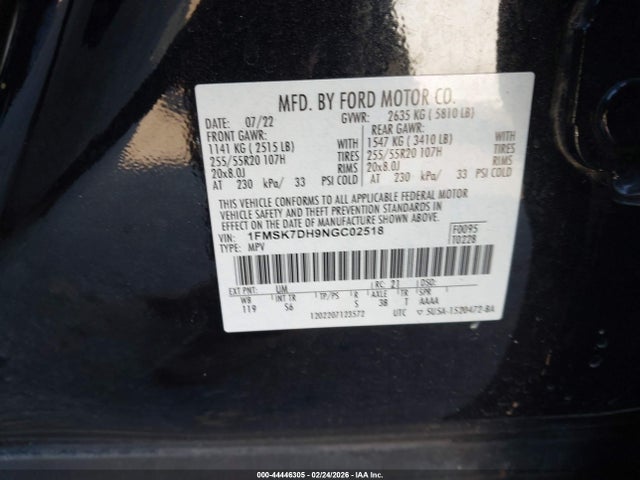 MFD. BY FORD MOTOR CO.
DATE: 07/22 GVWR: 2635 KG ( 5810 LB)
FRONT GAWR: REAR GAWR:
1141 KG ( 2515 LB) WITH 1547 KG ( 3410 LB) WITH
255/55R20 107H TIRES 255/55R20 107H TIRES
20x8.0J RIMS 20x8.0J RIMS
AT 230 kPa/ 33 PSI COLD AT 230 kPa/ 33 PSI COLD
THIS VEHICLE CONFORMS TO ALL APPLICABLE FEDERAL MOTOR
VEHICLE SAFETY AND THEFT PREVENTION STANDARDS IN EFFECT ON THE
DATE OF MANUFACTURE SHOWN ABOVE.
VIN: 1FMSK7DH9NGC02518 F0095
TYPE: MPV T0228
EXT PNT: UM RC: 21 DSO:
WB INT TR TP/PS R AXLE TR SPR
119 S6 S 3B T AAAA
1202207123572 UTC SU5A-1520472-BA
000-44446305 - 02/24/2026 - IAA Inc.